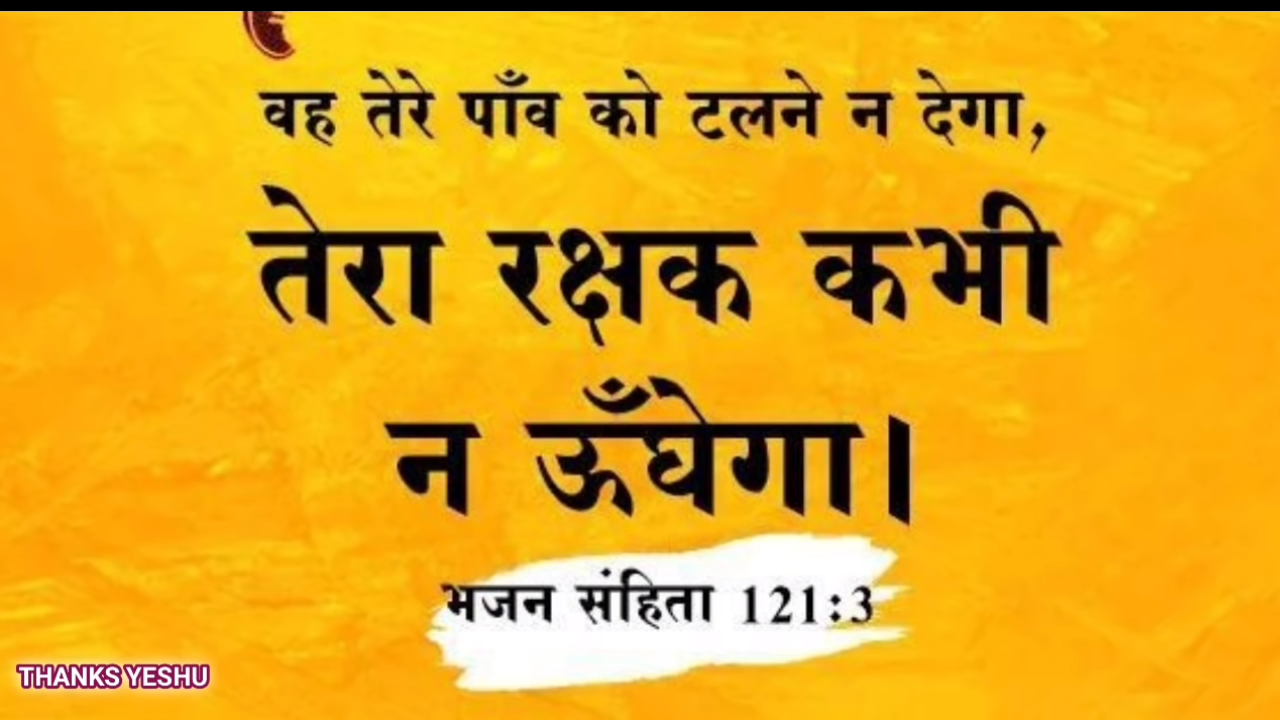 वह तेरे पाँव को टलने न देगा,
तेरा रक्षक कभी
न ऊँघेगा।
भजन संहिता 121:3
THANKS YESHU